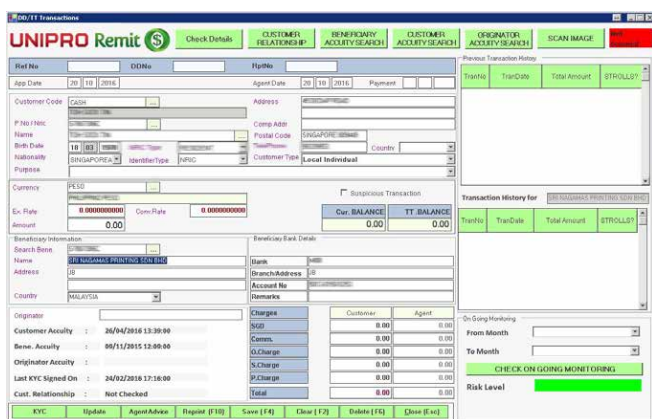 DD/TT Transactions
UNIPRO Remit $
Check Details
CUSTOMER RELATIONSHIP
BENEFICIARY ACCUITY SEARCH
CUSTOMER ACCUITY SEARCH
ORIGINATOR ACCUITY SEARCH
SCAN IMAGE
Ref No DDNo RptNo
App Date 20 10 2016 Agent Date 20 10 2016 Payment
Customer Code CASH ... Address
P No / Nric ... Comp Addr
Name ... Postal Code SINGAPORE
Birth Date 18 03 Country
Nationality SINGAPOREA IdentifierType NRIC Customer Type Local Individual
Purpose
Currency PESO ... Suspicious Transaction
Ex. Rate 0.0000000000 Conv.Rate 0.0000000000 Cur. BALANCE TT .BALANCE
Amount 0.00 0.00 0.00
Beneficiary Information Beneficiary Bank Details
Search Bene. ...
Name SRI NAGAMAS PRINTING SDN BHD Bank
Address JB Branch/Address JB
Account No
Country MALAYSIA Remarks
Originator Charges Customer Agent
Customer Accuity : 26/04/2016 13:39:00 SGD 0.00 0.00
Comm. 0.00 0.00
Bene. Accuity : 09/11/2015 12:00:00 O.Charge 0.00 0.00
Originator Accuity : S.Charge 0.00 0.00
Last KYC Signed On : 24/02/2016 17:16:00 P.Charge 0.00 0.00
Cust. Relationship : Not Checked Total 0.00 0.00
KYC Update AgentAdvice Reprint (F10) Save ( F4) Clear ( F2) Delete ( F6) Close (Esc)
Previous Transaction History
TranNo TranDate Total Amount STROLLS?
Transaction History for SRI NAGAMAS PRINTING SDN BHD
TranNo TranDate Total Amount STROLLS?
On Going Monitoring
From Month
To Month
CHECK ON GOING MONITORING
Risk Level